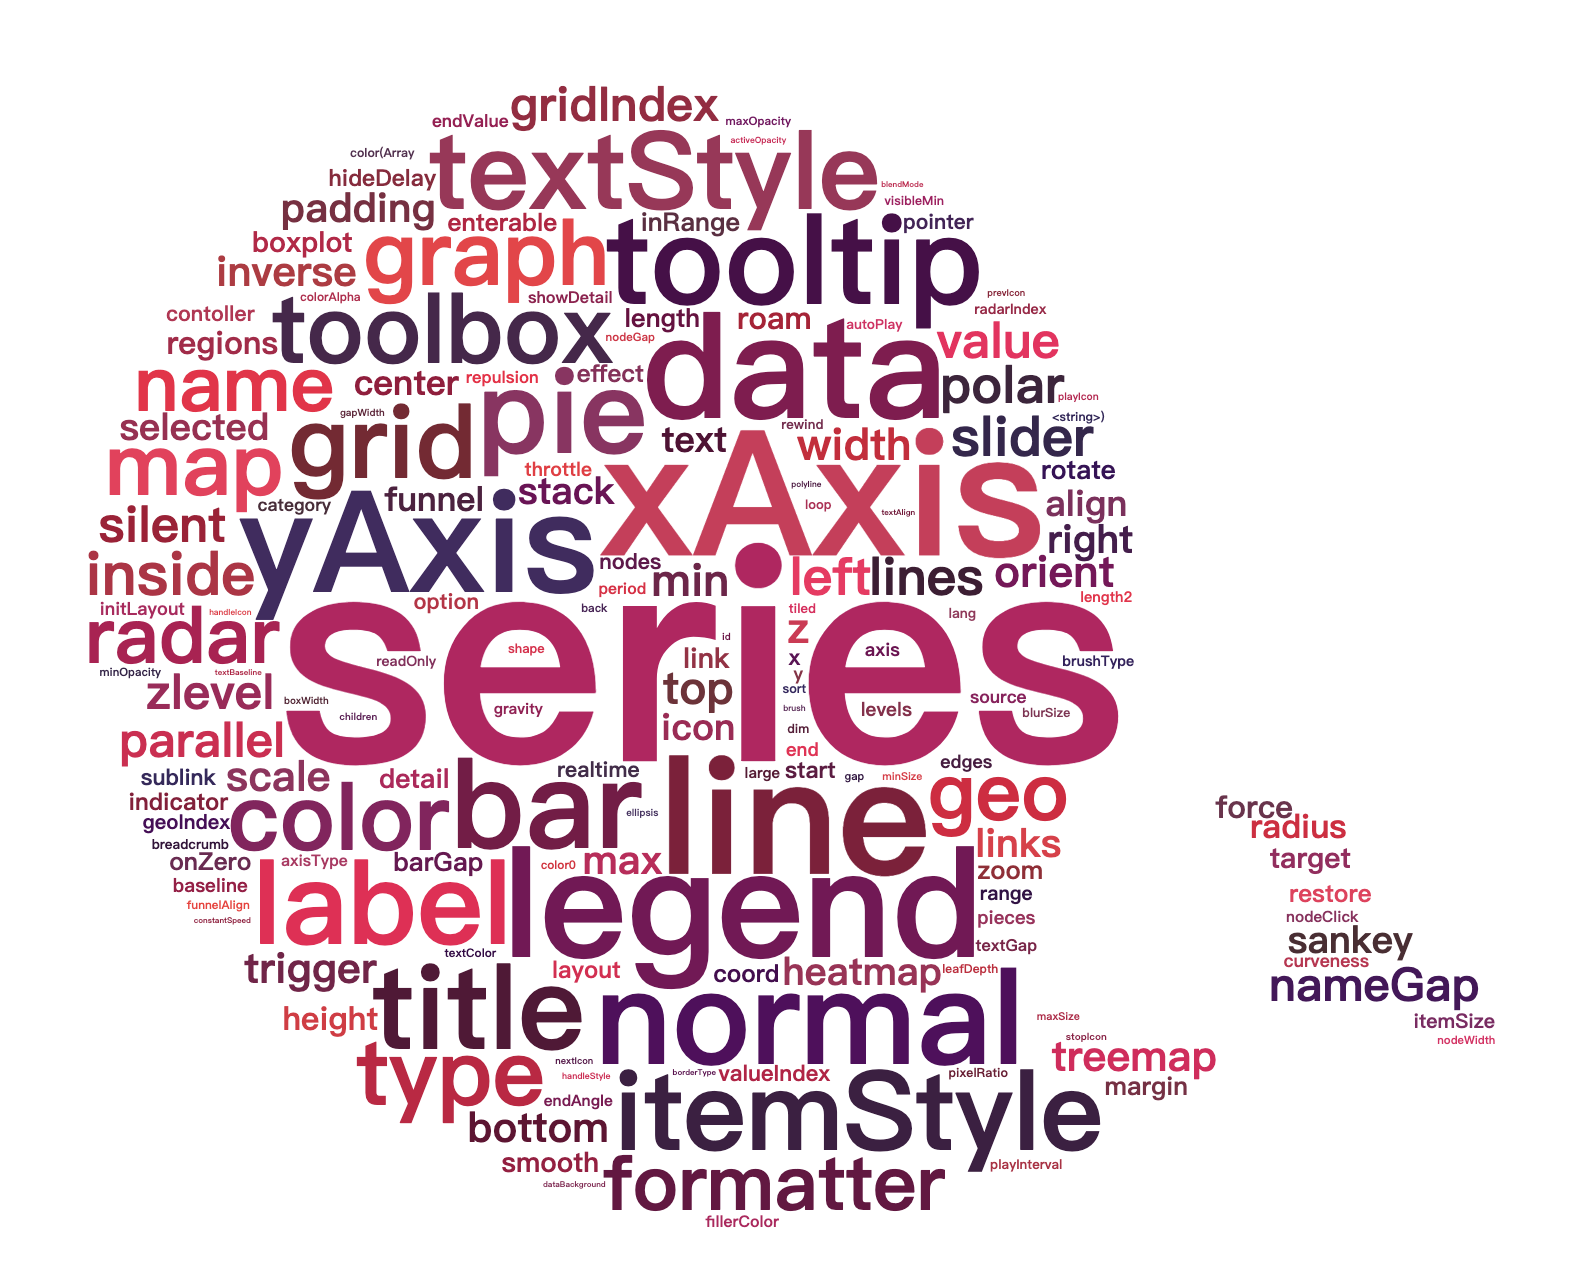 gridIndex
endValue
maxOpacity
activeOpacity
textStyle
color(Array
hideDelay
blendMode
visibleMin
padding
enterable
inRange
pointer
boxplot
graph
tooltip
inverse
colorAlpha
showDetail
prevIcon
radarIndex
contoller
toolbox
length
roam
autoPlay
regions
nodeGap
data
value
name
center
repulsion
effect
pie
polar
playIcon
gapWidth
selected
grid
text
rewind
width
slider
<string>)
map
throttle
xAxis
rotate
category
funnel
stack
polyline
loop
textAlign
align
silent
yAxis
right
inside
nodes
min
left
lines
orient
period
length2
initLayout
handleIcon
option
back
tiled
lang
radar
series
id
z
shape
readOnly
link
x
axis
brushType
minOpacity
textBaseline
y
zlevel
boxWidth
top
sort
source
children
gravity
brush
levels
blurSize
icon
dim
parallel
end
sublink
scale
detail
realtime
large
start
gap
minSize
edges
bar
line
geo
indicator
color
ellipsis
geoIndex
force
radius
breadcrumb
links
onZero
axisType
barGap
color0
max
target
zoom
label
legend
baseline
range
restore
funnelAlign
constantSpeed
pieces
nodeClick
textColor
textGap
sankey
trigger
layout
coord
heatmap
leafDepth
curveness
title
normal
nameGap
height
maxSize
itemSize
stopIcon
nodeWidth
type
nextIcon
handleStyle
borderType
valueIndex
pixelRatio
treemap
margin
endAngle
itemStyle
bottom
smooth
playInterval
dataBackground
formatter
fillerColor